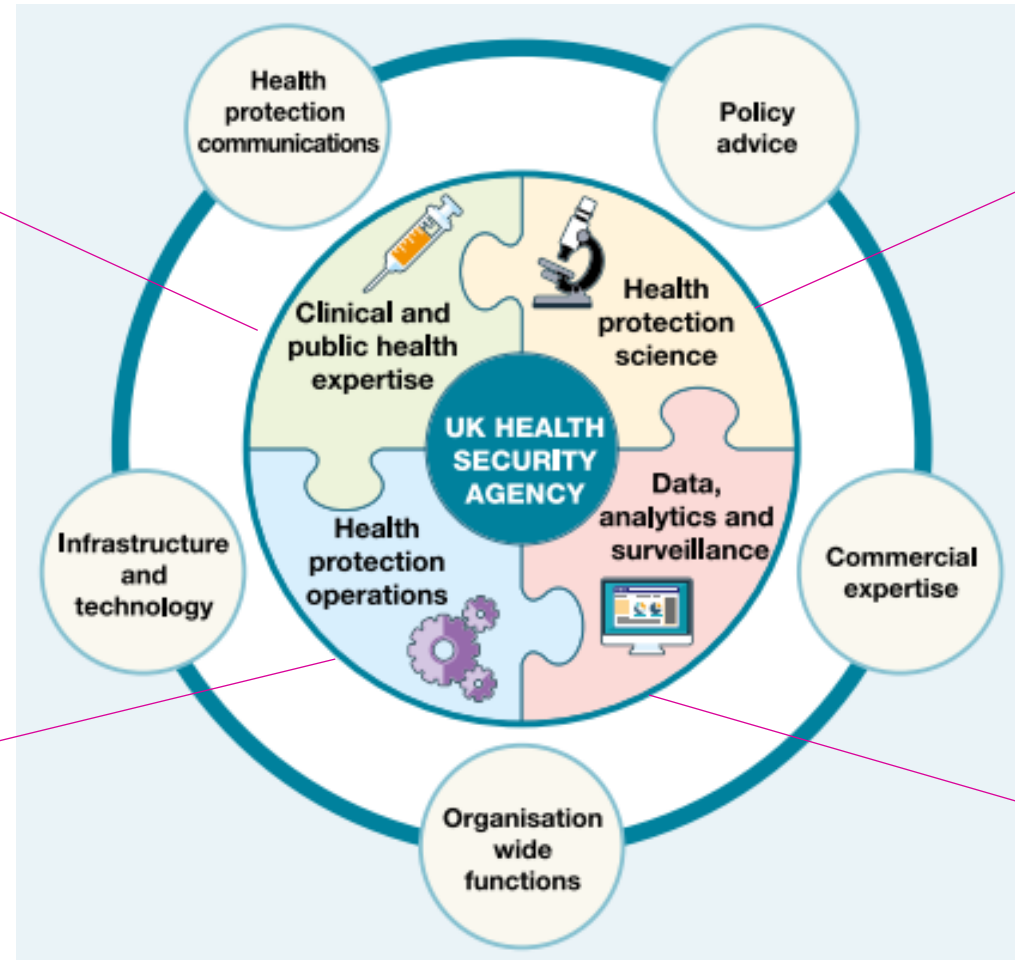 Health
protection
communications
Policy
advice
Clinical and
public health
expertise
Health
protection
science
UK HEALTH
SECURITY
AGENCY
Health
protection
operations
Data,
analytics and
surveillance
Infrastructure
and
technology
Commercial
expertise
Organisation
wide
functions